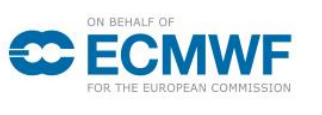 ON BEHALF OF
ECMWF
FOR THE EUROPEAN COMMISSION